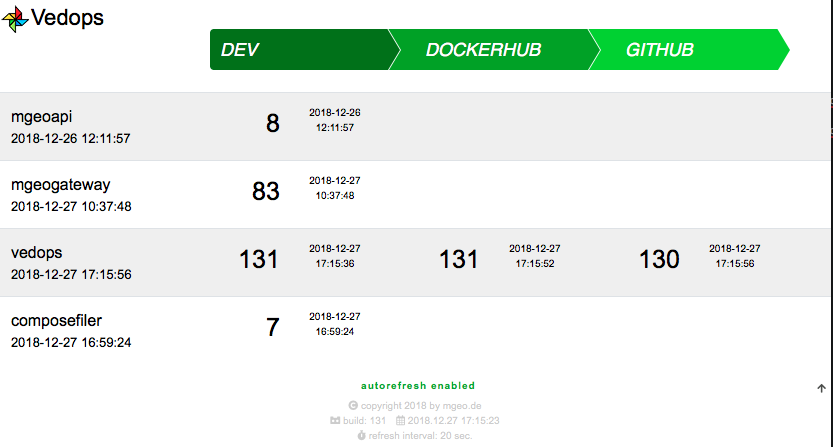 Vedops
DEV DOCKERHUB GITHUB
mgeoapi
2018-12-26 12:11:57
8
2018-12-26
12:11:57
mgeogateway
2018-12-27 10:37:48
83
2018-12-27
10:37:48
vedops
2018-12-27 17:15:56
131
2018-12-27
17:15:36
131
2018-12-27
17:15:52
130
2018-12-27
17:15:56
composefiler
2018-12-27 16:59:24
7
2018-12-27
16:59:24
autorefresh enabled
copyright 2018 by mgeo.de
build: 131 2018.12.27 17:15:23
refresh interval: 20 sec.